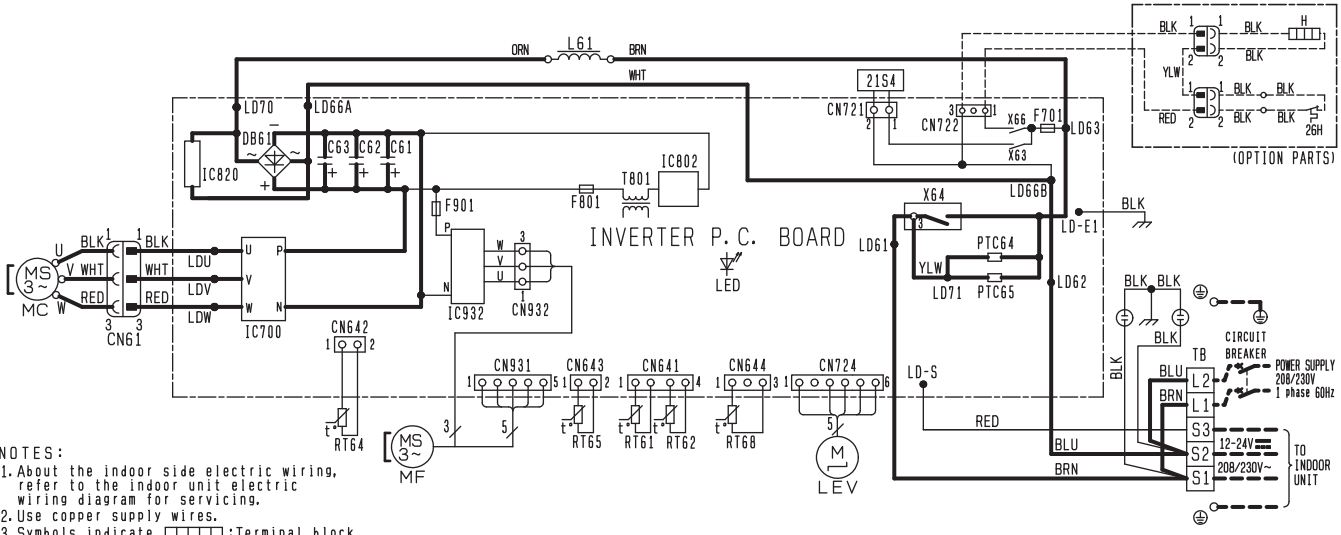 ORN L61 BRN
WHT
LD70 LD66A
DB61
~ − ~ +
IC820
C63 C62 C61
+ + +
F901
F801
T801
IC802
INVERTER P.C. BOARD
LED
21S4
CN721
2 1
CN722
3 1
X66 F701
X63
LD63
LD66B
X64
3
LD61
YLW
PTC64
LD71 PTC65
LD62
LD-E1
BLK
BLK 1 1 BLK H
2 2 BLK
YLW
1 1 BLK BLK
RED 2 2 BLK BLK
26H
(OPTION PARTS)
U BLK 1 1 BLK LDU U P
V WHT WHT LDV V
W RED 3 3 RED LDW W N
MS
3~
MC
CN61
IC700
P
N
IC932
W
V
U
3
1
CN932
CN642
1 2
t°
RT64
CN931
1 5
3 5
MS
3~
MF
CN643
1 2
t°
RT65
CN641
1 4
t° t°
RT61 RT62
CN644
1 3
t°
RT68
CN724
1 6
5
M
LEV
LD-S
RED
BLU
BRN
BLK BLK
BLK
BLK
TB
BLU L2
BRN L1
S3
S2
S1
CIRCUIT
BREAKER
POWER SUPPLY
208/230V
1 phase 60Hz
12-24V
208/230V~
TO
INDOOR
UNIT
NOTES:
1. About the indoor side electric wiring,
refer to the indoor unit electric
wiring diagram for servicing.
2. Use copper supply wires.
3. Symbols indicate :Terminal block